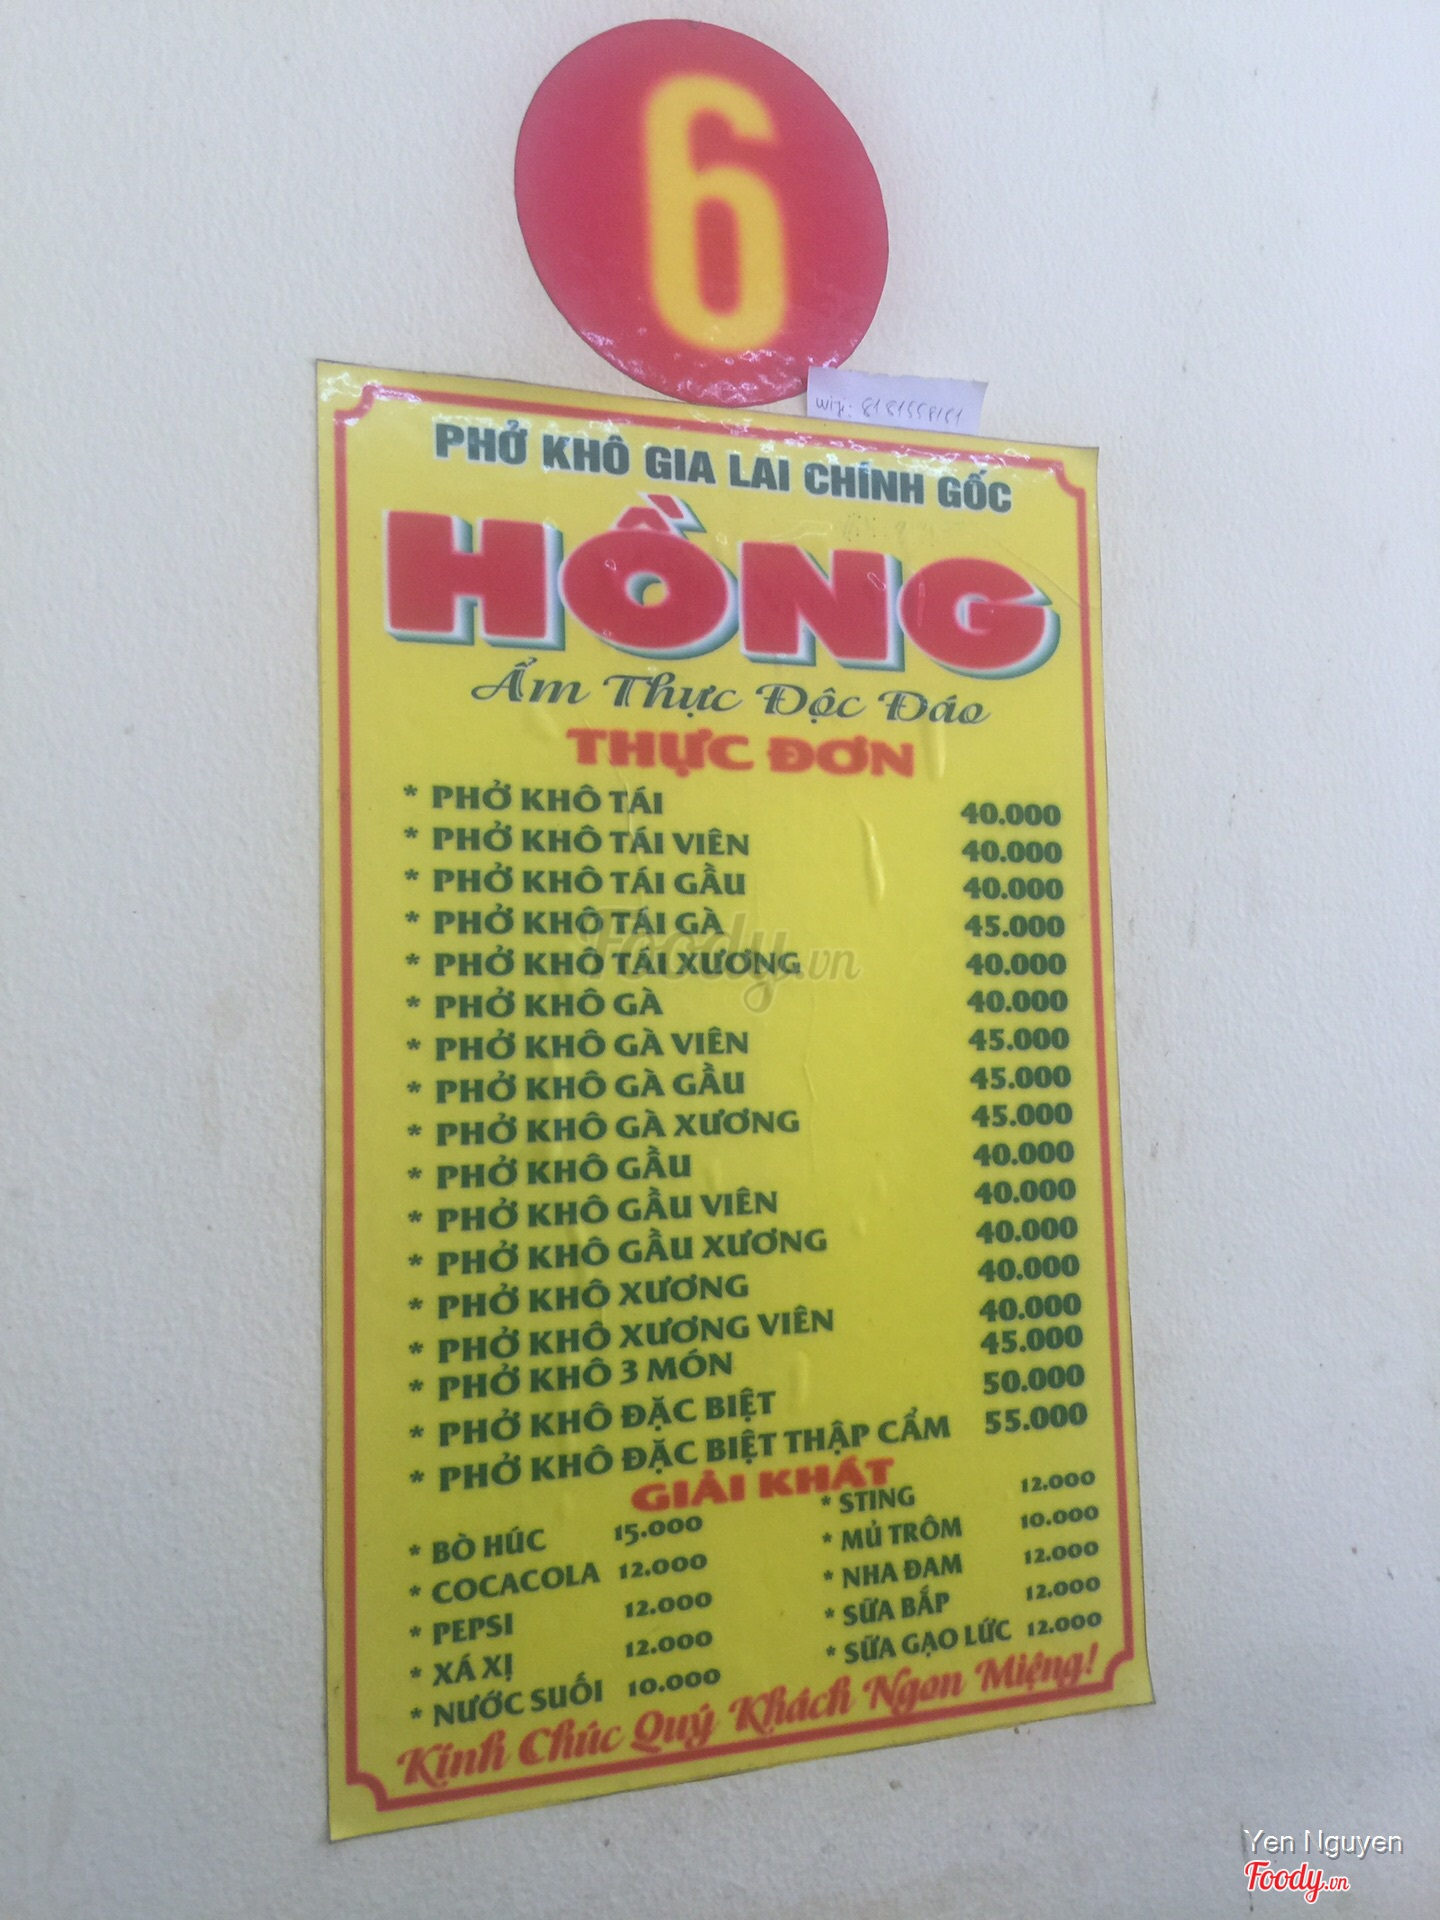 6
wifi: 8181558161
PHỞ KHÔ GIA LAI CHÍNH GỐC
HỒNG
Ẩm Thực Độc Đáo
THỰC ĐƠN
* PHỞ KHÔ TÁI 40.000
* PHỞ KHÔ TÁI VIÊN 40.000
* PHỞ KHÔ TÁI GẦU 40.000
* PHỞ KHÔ TÁI GÀ 45.000
* PHỞ KHÔ TÁI XƯƠNG 40.000
* PHỞ KHÔ GÀ 40.000
* PHỞ KHÔ GÀ VIÊN 45.000
* PHỞ KHÔ GÀ GẦU 45.000
* PHỞ KHÔ GÀ XƯƠNG 45.000
* PHỞ KHÔ GẦU 40.000
* PHỞ KHÔ GẦU VIÊN 40.000
* PHỞ KHÔ GẦU XƯƠNG 40.000
* PHỞ KHÔ XƯƠNG 40.000
* PHỞ KHÔ XƯƠNG VIÊN 40.000
* PHỞ KHÔ 3 MÓN 45.000
* PHỞ KHÔ ĐẶC BIỆT 50.000
* PHỞ KHÔ ĐẶC BIỆT THẬP CẨM 55.000
GIẢI KHÁT
* BÒ HÚC 15.000
* COCACOLA 12.000
* PEPSI 12.000
* XÁ XỊ 12.000
* NƯỚC SUỐI 10.000
* STING 12.000
* MỦ TRÔM 10.000
* NHA ĐAM 12.000
* SỮA BẮP 12.000
* SỮA GẠO LỨC 12.000
Kính Chúc Quý Khách Ngon Miệng!
Foody.vn
Yen Nguyen
Foody.vn